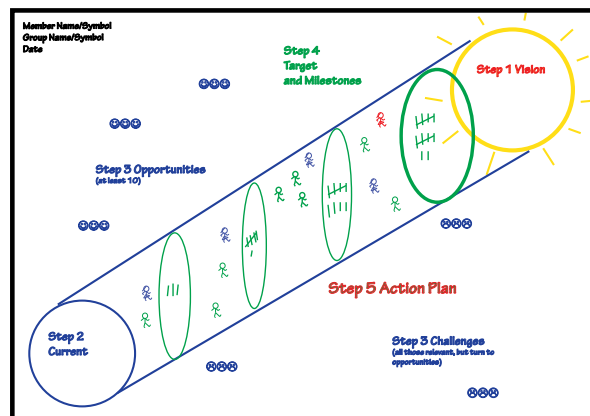 Member Name/Symbol
Group Name/Symbol
Date
Step 4
Target
and Milestones
Step 1 Vision
Step 3 Opportunities
(at least 10)
Step 5 Action Plan
Step 2
Current
Step 3 Challenges
(all those relevant, but turn to
opportunities)